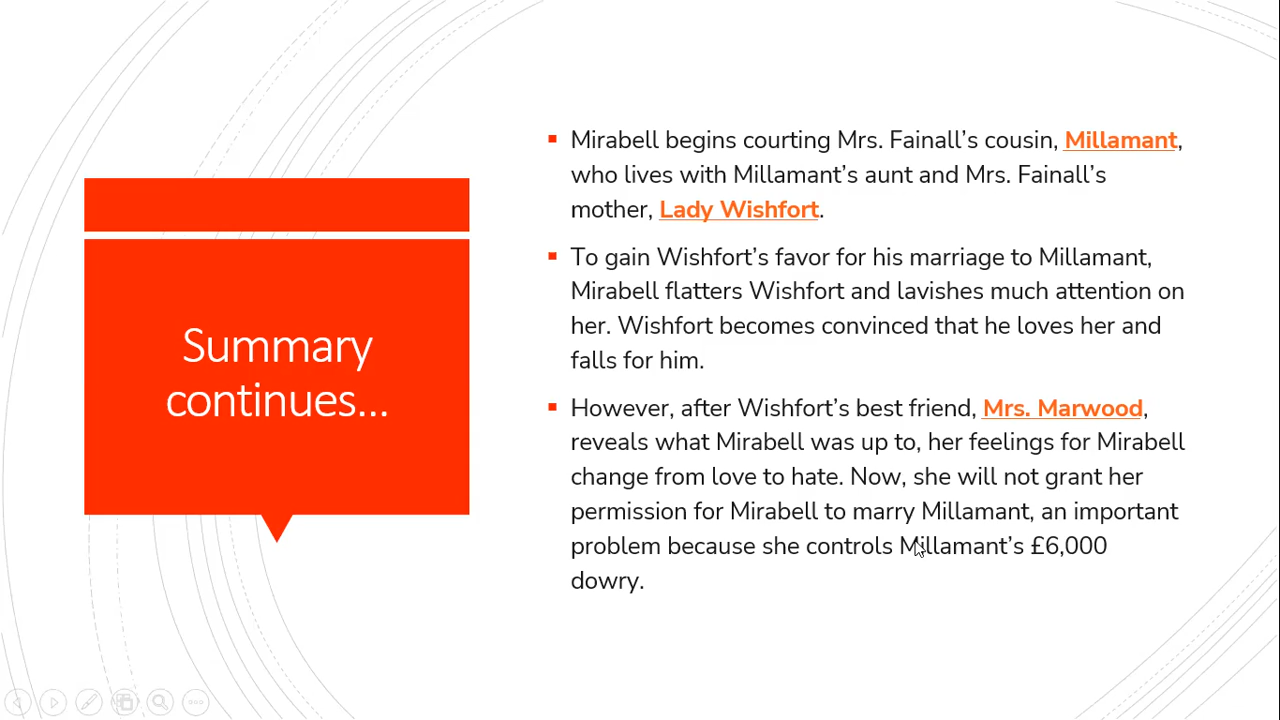 Summary
continues...
▪ Mirabell begins courting Mrs. Fainall’s cousin, Millamant,
who lives with Millamant’s aunt and Mrs. Fainall’s
mother, Lady Wishfort.
▪ To gain Wishfort’s favor for his marriage to Millamant,
Mirabell flatters Wishfort and lavishes much attention on
her. Wishfort becomes convinced that he loves her and
falls for him.
▪ However, after Wishfort’s best friend, Mrs. Marwood,
reveals what Mirabell was up to, her feelings for Mirabell
change from love to hate. Now, she will not grant her
permission for Mirabell to marry Millamant, an important
problem because she controls Millamant’s £6,000
dowry.